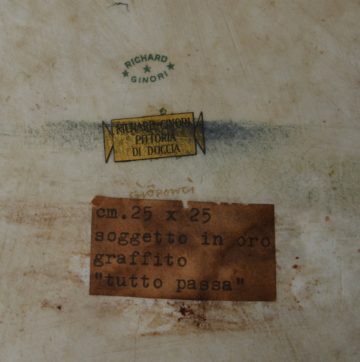 RICHARD
GINORI
RICHARD-GINORI
PITTORIA
DI DOCCIA
cm.25 x 25
soggetto in oro
graffito
"tutto passa"